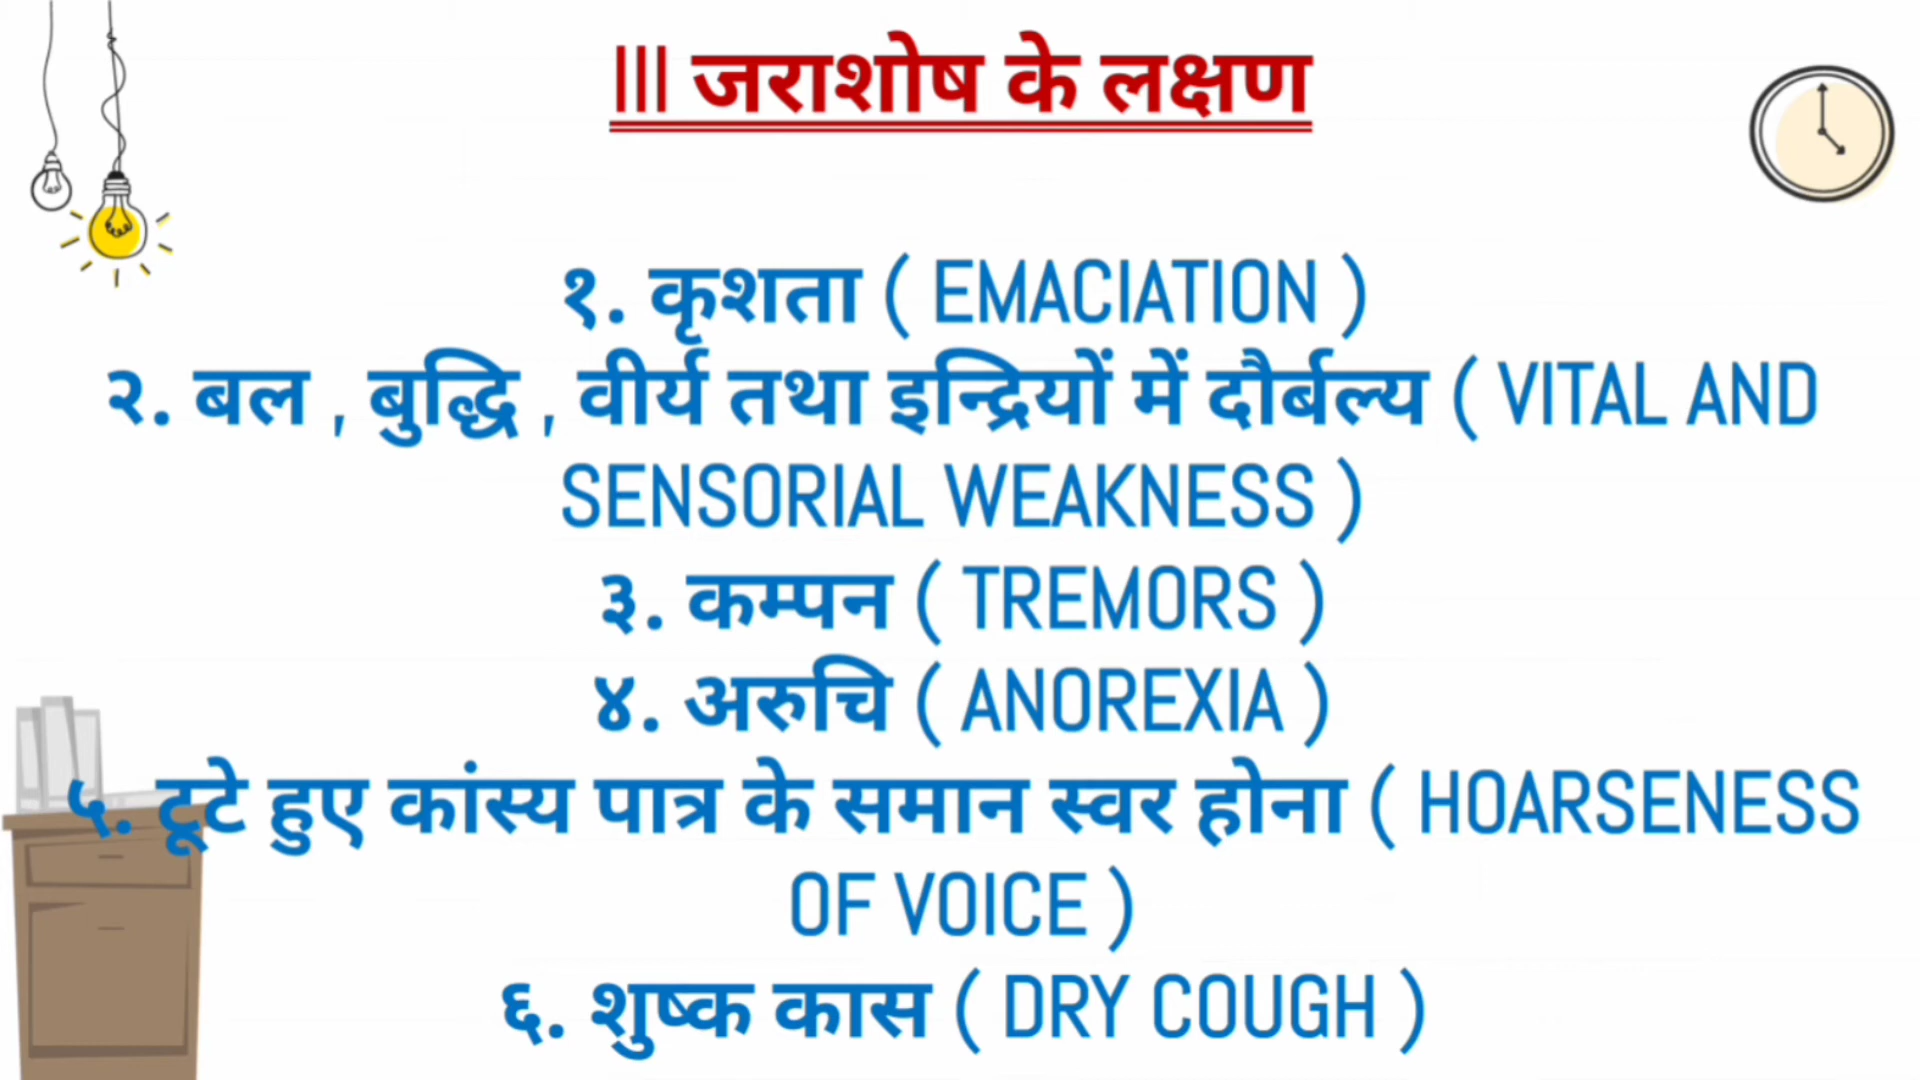 III जराशोष के लक्षण
१. कृशता ( EMACIATION )
२. बल , बुद्धि , वीर्य तथा इन्द्रियों में दौर्बल्य ( VITAL AND
SENSORIAL WEAKNESS )
३. कम्पन ( TREMORS )
४. अरुचि ( ANOREXIA )
५. टूटे हुए कांस्य पात्र के समान स्वर होना ( HOARSENESS
OF VOICE )
६. शुष्क कास ( DRY COUGH )